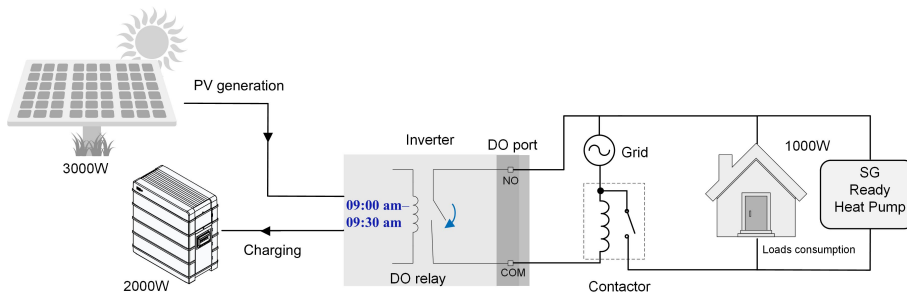 PV generation
3000W
Inverter
DO port
NO
09:00 am–
09:30 am
Charging
2000W
DO relay
COM
Grid
Contactor
1000W
Loads consumption
SG
Ready
Heat Pump